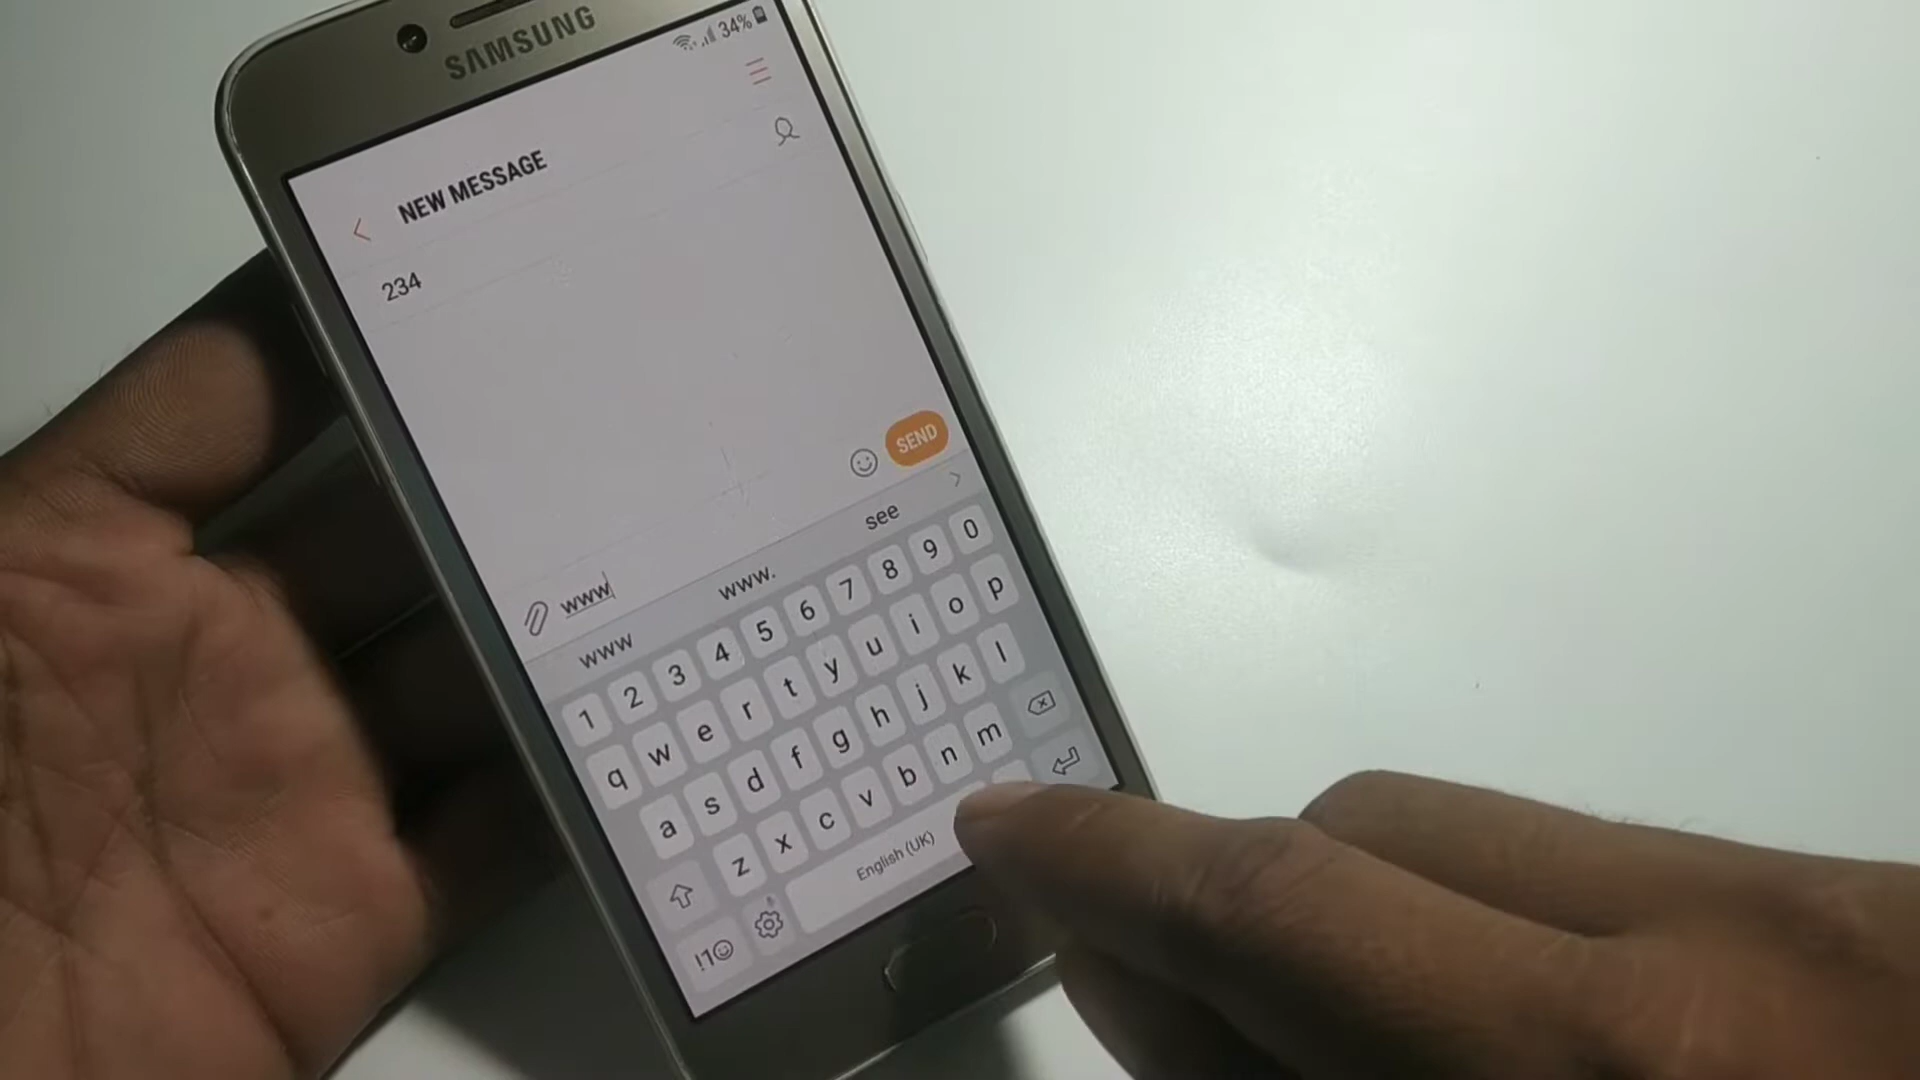 SAMSUNG
34%
NEW MESSAGE
234
SEND
www
www www. see
1 2 3 4 5 6 7 8 9 0
q w e r t y u i o p
a s d f g h j k l
z x c v b n m
!1☺ English (UK)